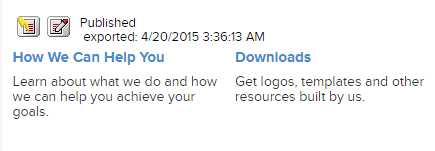 Published
exported: 4/20/2015 3:36:13 AM
How We Can Help You
Learn about what we do and how
we can help you achieve your
goals.
Downloads
Get logos, templates and other
resources built by us.